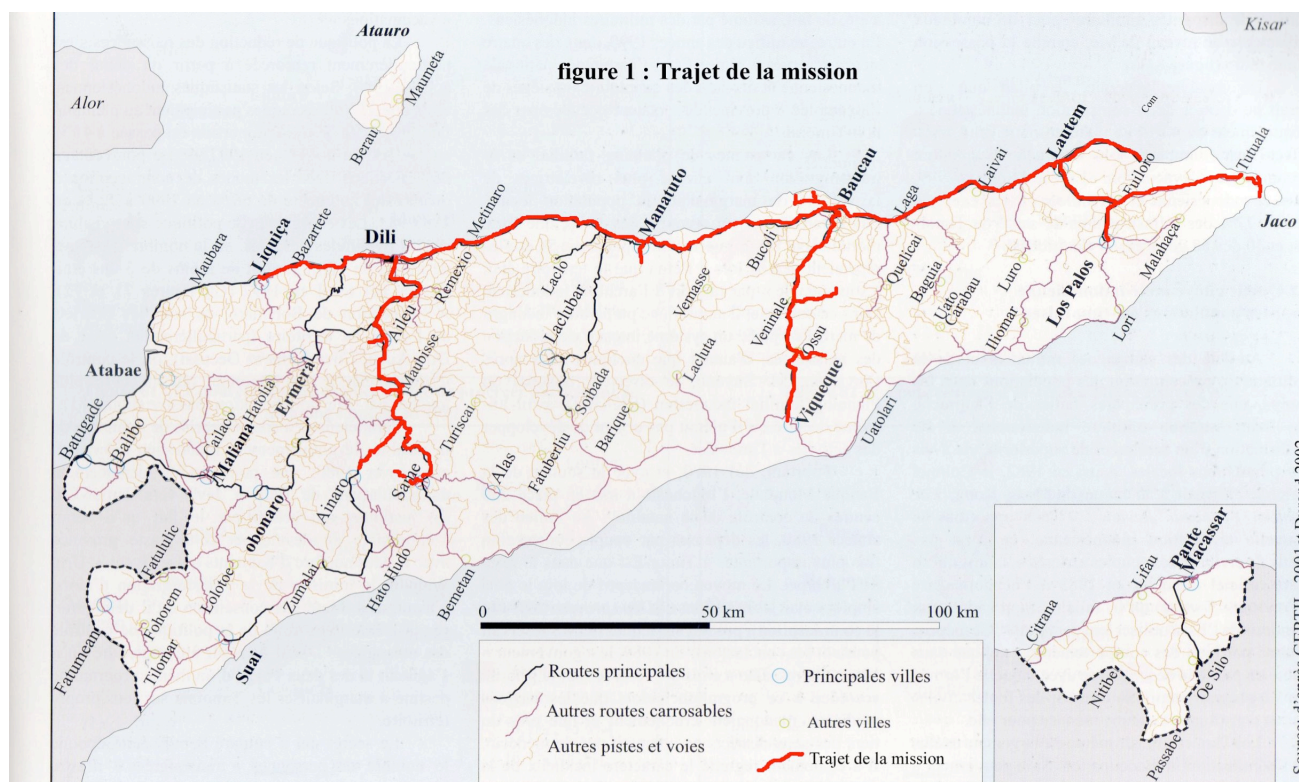 figure 1 : Trajet de la mission
Atauro
Maumeta
Berau
Alor
Kisar
Com
Lautem
Fuiloro
Tutuala
Jaco
Laivai
Laga
Baucau
Bucoli
Manatuto
Metinaro
Dili
Bazartete
Liquiça
Maubara
Remexio
Laclo
Vemasse
Quelicai
Baguia
Uato
Carabau
Luro
Iliomar
Los Palos
Malahaça
Lori
Aileu
Laclubar
Veninale
Ossu
Atabae
Ermera
Hatolia
Maubisse
Lacluta
Soibada
Viqueque
Uatolari
Batugade
Balibo
Cailaco
Maliana
Turiscai
Barique
Fatuberliu
Alas
obonaro
Ainaro
Sahe
Fatululic
Fohorem
Lolotoe
Zumalai
Hato Hudo
Bemetan
Fatumean
Tilomar
Suai
0
50 km
100 km
Routes principales
Autres routes carrosables
Autres pistes et voies
Principales villes
Autres villes
Trajet de la mission
Pante
Macassar
Lifau
Citrana
Nitibe
Oe Silo
Passabe